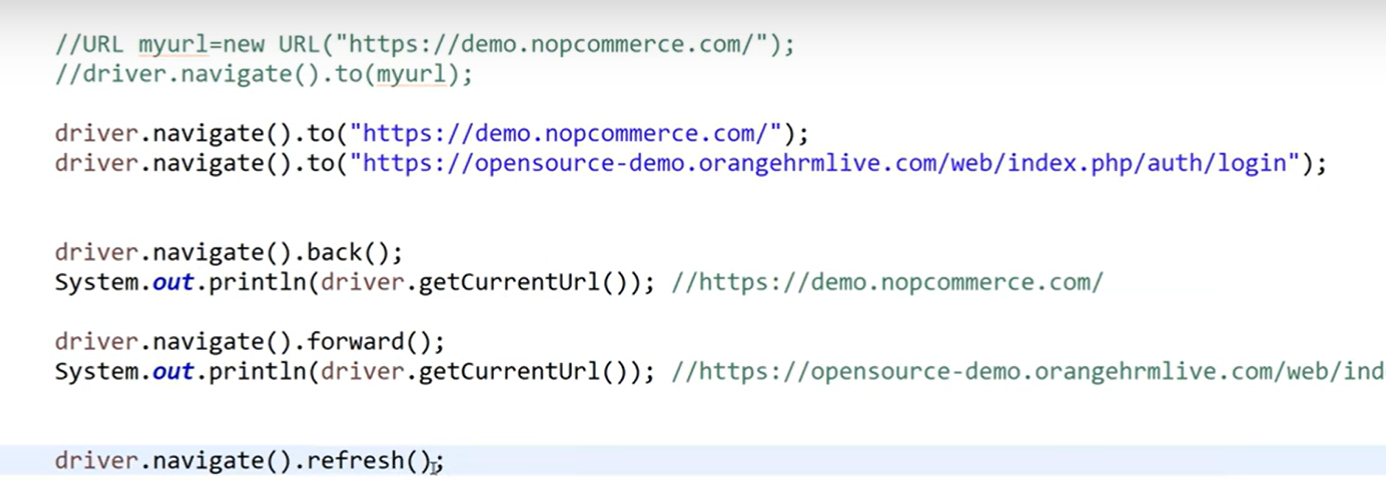 //URL myurl=new URL("https://demo.nopcommerce.com/");
//driver.navigate().to(myurl);
driver.navigate().to("https://demo.nopcommerce.com/");
driver.navigate().to("https://opensource-demo.orangehrmlive.com/web/index.php/auth/login");
driver.navigate().back();
System.out.println(driver.getCurrentUrl()); //https://demo.nopcommerce.com/
driver.navigate().forward();
System.out.println(driver.getCurrentUrl()); //https://opensource-demo.orangehrmlive.com/web/ind
driver.navigate().refresh();